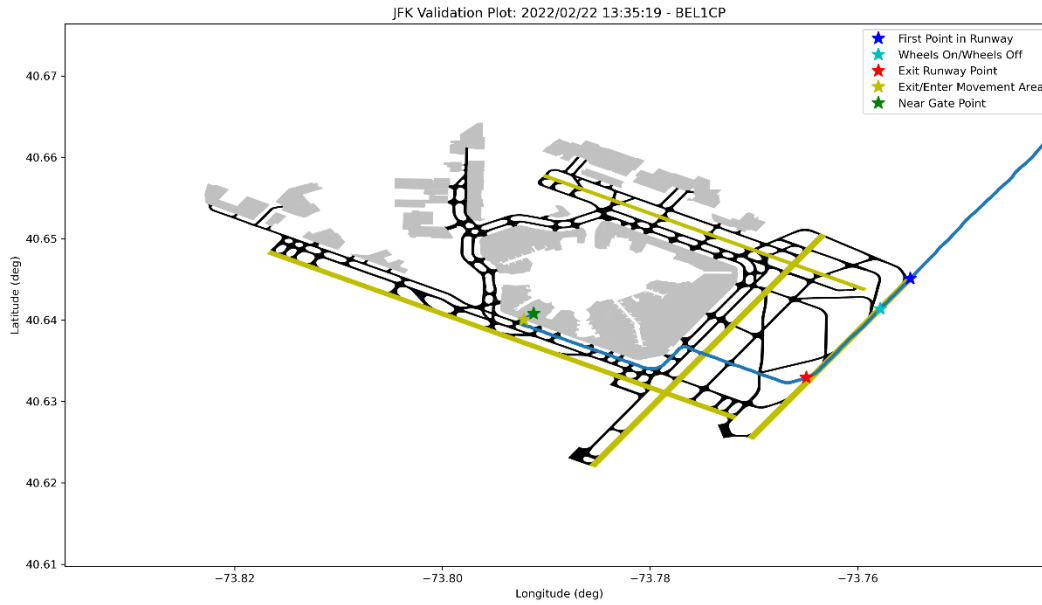 JFK Validation Plot: 2022/02/22 13:35:19 - BEL1CP
First Point in Runway
Wheels On/Wheels Off
Exit Runway Point
Exit/Enter Movement Area
Near Gate Point
40.67
40.66
40.65
40.64
40.63
40.62
40.61
Latitude (deg)
−73.82
−73.80
−73.78
−73.76
Longitude (deg)